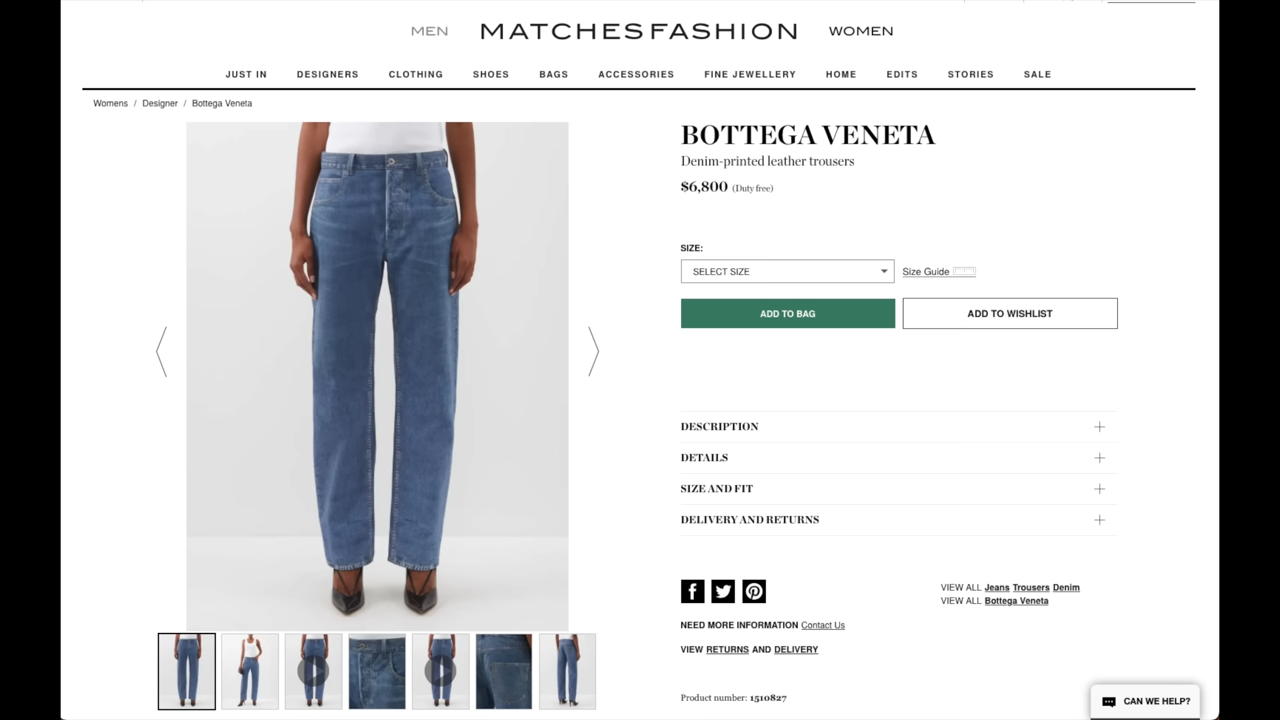 MEN
MATCHESFASHION
WOMEN
JUST IN DESIGNERS CLOTHING SHOES BAGS ACCESSORIES FINE JEWELLERY HOME EDITS STORIES SALE
Womens / Designer / Bottega Veneta
BOTTEGA VENETA
Denim-printed leather trousers
$6,800 (Duty free)
SIZE:
SELECT SIZE
Size Guide
ADD TO BAG
ADD TO WISHLIST
DESCRIPTION
DETAILS
SIZE AND FIT
DELIVERY AND RETURNS
VIEW ALL Jeans Trousers Denim
VIEW ALL Bottega Veneta
NEED MORE INFORMATION Contact Us
VIEW RETURNS AND DELIVERY
Product number: 1510827
CAN WE HELP?